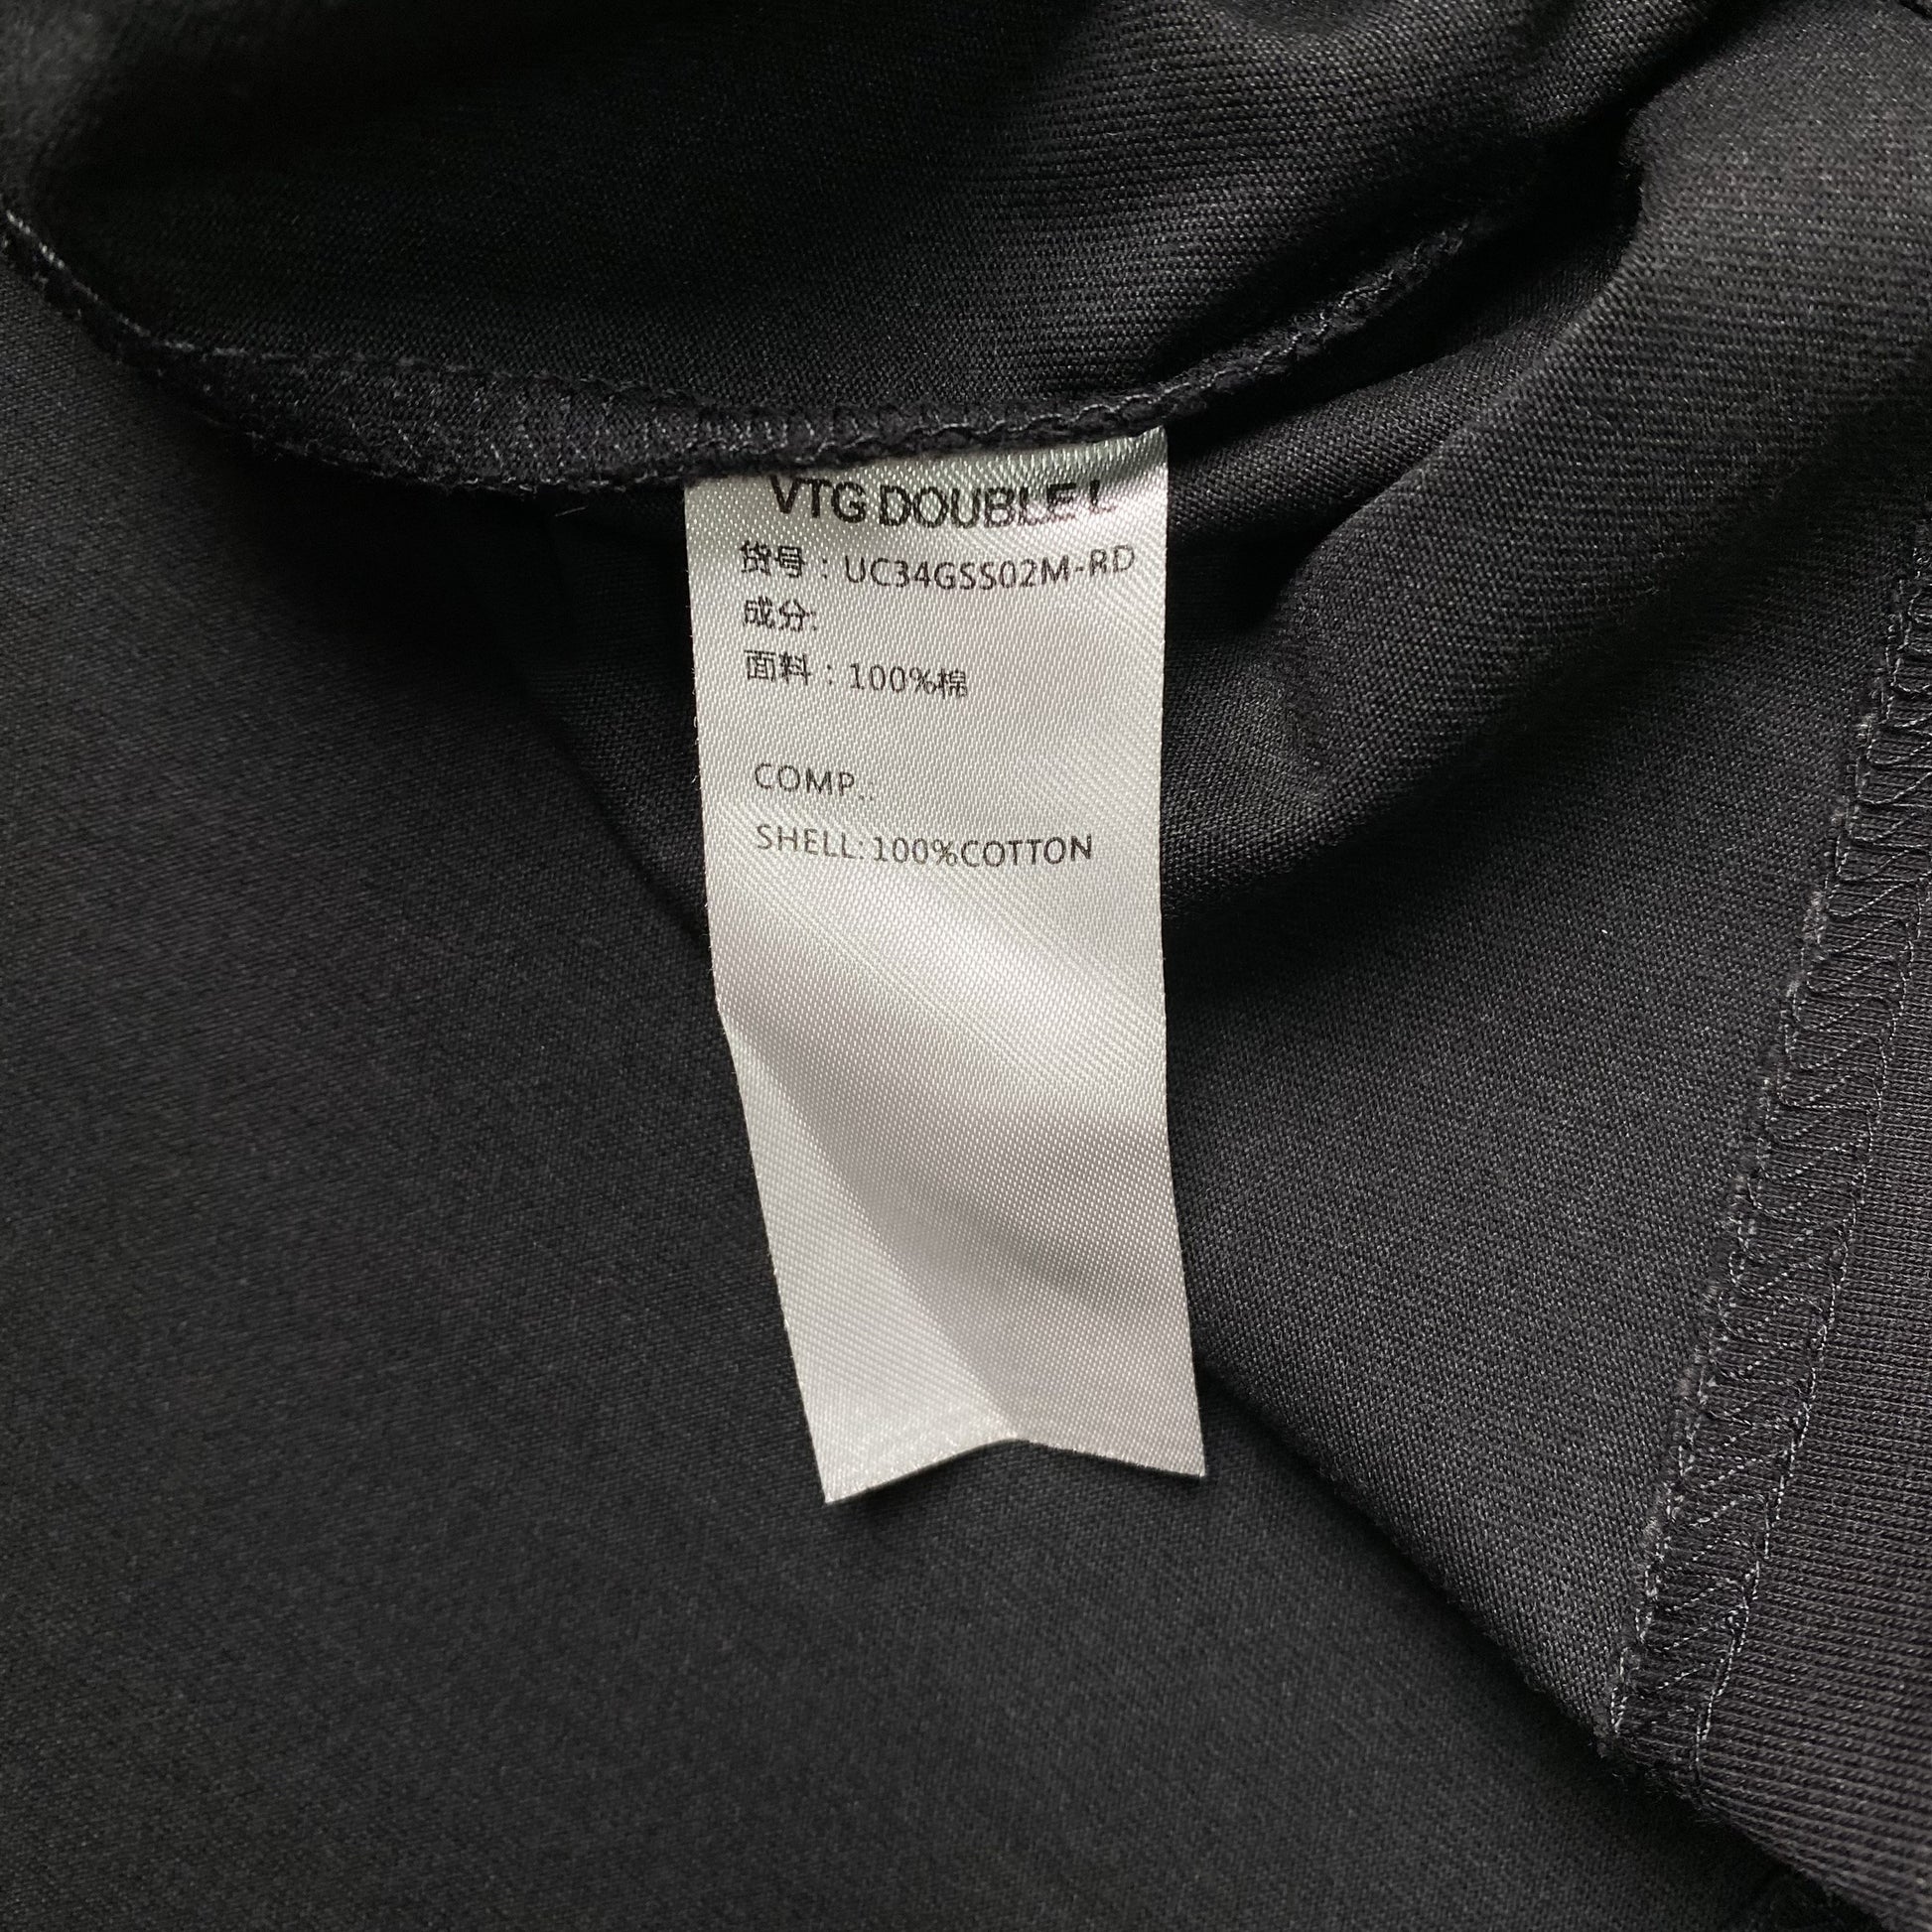 VTG DOUBLE L
货号：UC34GSS02M-RD
成分:
面料：100%棉
COMP.:
SHELL:100%COTTON